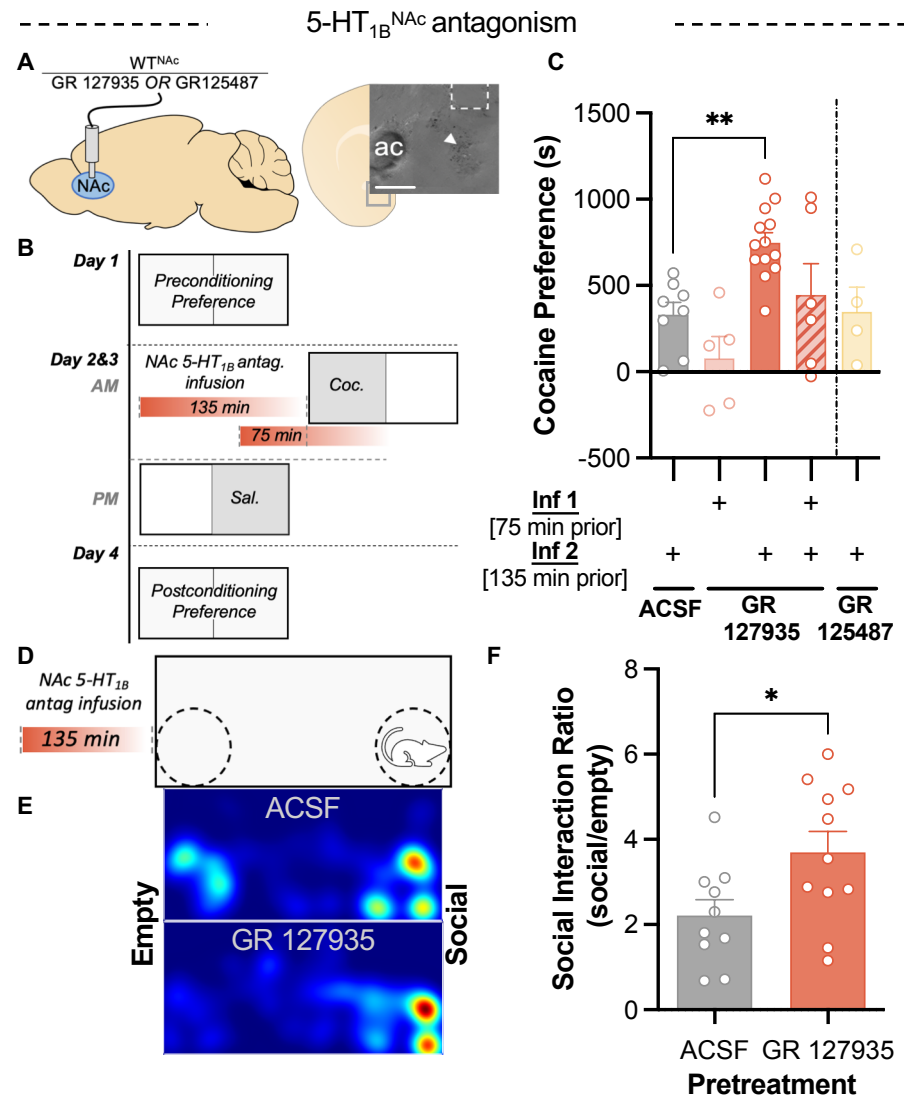 5-HT1B NAc antagonism
A
WTNAc
GR 127935 OR GR125487
NAc
ac
B
Day 1
Preconditioning
Preference
Day 2&3
AM
NAc 5-HT1B antag.
infusion
135 min
75 min
Coc.
PM
Sal.
Day 4
Postconditioning
Preference
C
Cocaine Preference (s)
1500
1000
500
0
-500
**
Inf 1
[75 min prior]
+ +
Inf 2
[135 min prior]
+ + + +
ACSF
GR
127935
GR
125487
D
NAc 5-HT1B
antag infusion
135 min
E
Empty
ACSF
GR 127935
Social
F
Social Interaction Ratio
(social/empty)
8
6
4
2
0
*
ACSF GR 127935
Pretreatment